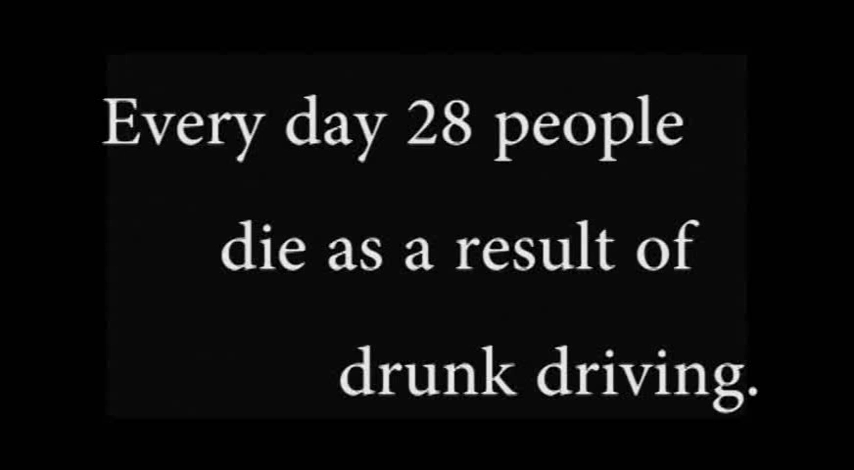 Every day 28 people
die as a result of
drunk driving.